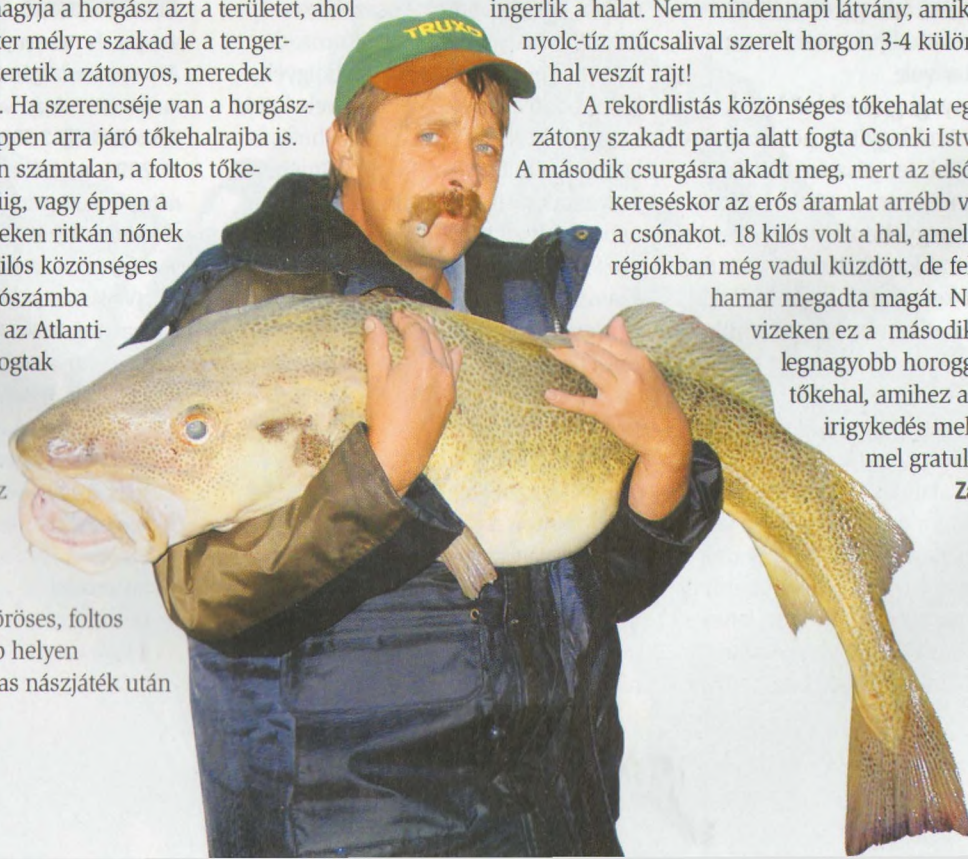 nagyja a horgász azt a területet, ahol
ter mélyre szakad le a tenger-
eretik a zátonyos, meredek
. Ha szerencséje van a horgász-
ppen arra járó tőkehalrajba is.
n számtalan, a foltos tőke-
uig, vagy éppen a
eken ritkán nőnek
ilós közönséges
ószámba
az Atlanti-
ogtak
z
öröses, foltos
b helyen
as nászjáték után
TRUXO
ingerlik a halat. Nem mindennapi látvány, amik
nyolc-tíz műcsalival szerelt horgon 3-4 külön
hal veszít rajt!
A rekordlistás közönséges tőkehalat eg
zátony szakadt partja alatt fogta Csonki Istv
A második csurgásra akadt meg, mert az első
kereséskor az erős áramlat arrébb v
a csónakot. 18 kilós volt a hal, amel
régiókban még vadul küzdött, de fe
hamar megadta magát. N
vizeken ez a második
legnagyobb horogg
tőkehal, amihez a
irigykedés mel
mel gratul
Z